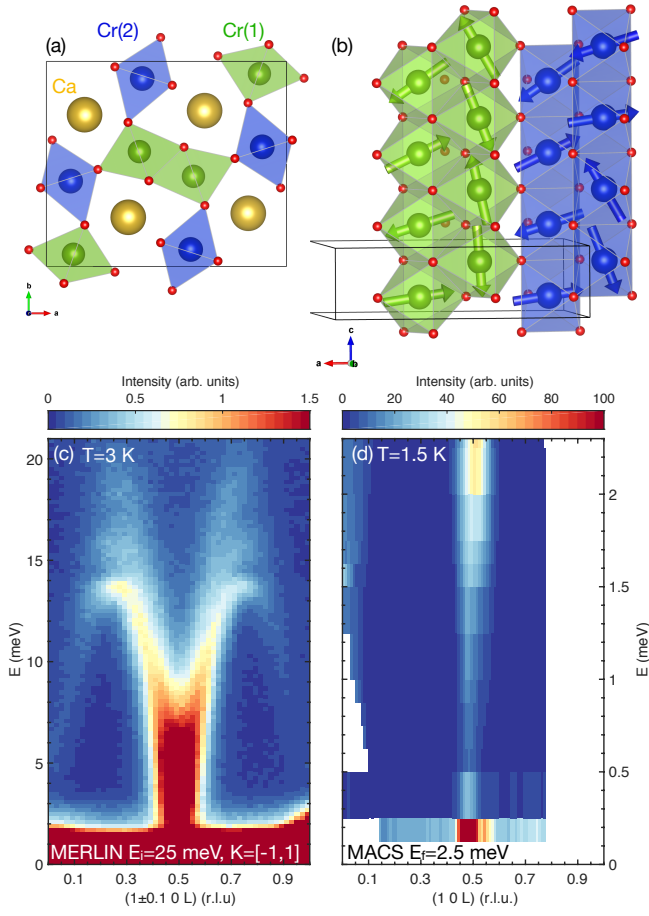 (a)
Cr(2)
Cr(1)
(b)
Ca
b
a
c
a
b
Intensity (arb. units)
Intensity (arb. units)
0 0.5 1 1.5
0 20 40 60 80 100
(c) T=3 K
(d) T=1.5 K
20
15
10
5
0
E (meV)
2
1.5
1
0.5
0
E (meV)
MERLIN Ei=25 meV, K=[-1,1]
MACS Ef=2.5 meV
0.1 0.3 0.5 0.7 0.9
0.1 0.3 0.5 0.7 0.9
(1±0.1 0 L) (r.l.u)
(1 0 L) (r.l.u.)